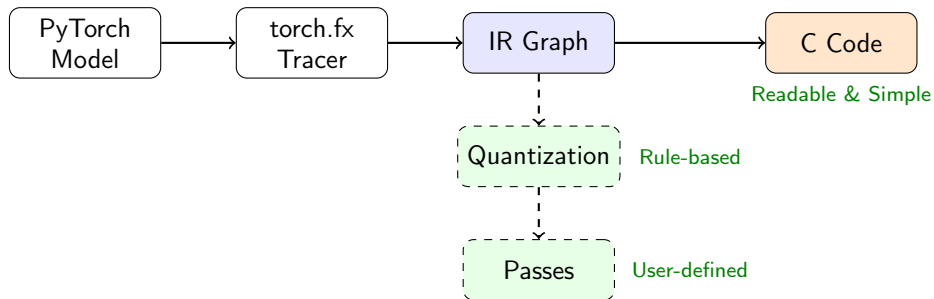 PyTorch
Model
torch.fx
Tracer
IR Graph
C Code
Readable & Simple
Quantization
Rule-based
Passes
User-defined